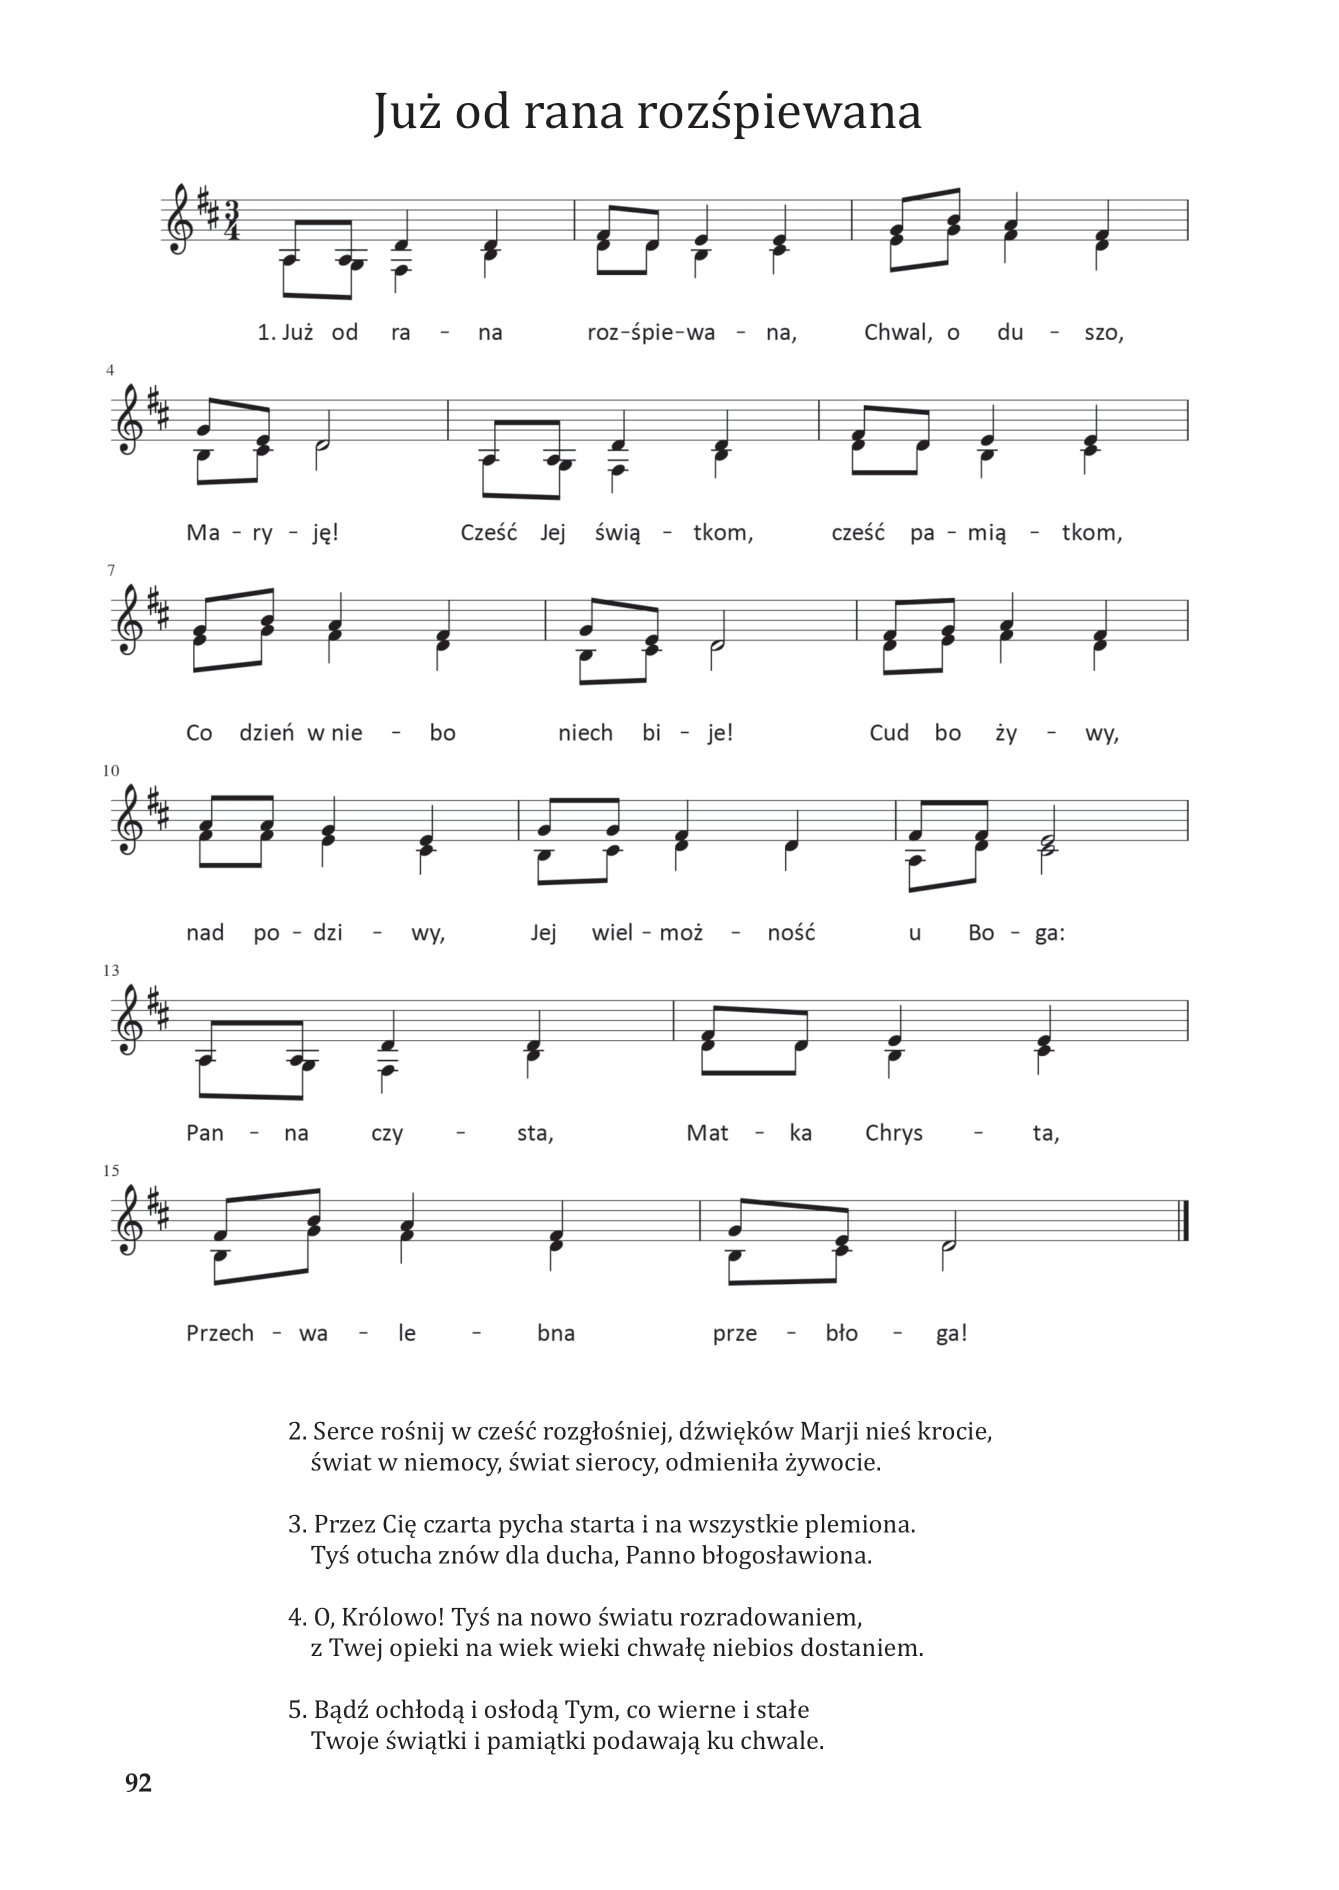 Już od rana rozśpiewana
1. Już od ra - na roz-śpie-wa - na, Chwal, o du - szo,
4
Ma - ry - ję! Cześć Jej świą - tkom, cześć pa - mią - tkom,
7
Co dzień w nie - bo niech bi - je! Cud bo ży - wy,
10
nad po - dzi - wy, Jej wiel - moż - ność u Bo - ga:
13
Pan - na czy - sta, Mat - ka Chrys - ta,
15
Przech - wa - le - bna prze - bło - ga!
2. Serce rośnij w cześć rozgłośniej, dźwięków Marji nieś krocie,
świat w niemocy, świat sierocy, odmieniła żywocie.
3. Przez Cię czarta pycha starta i na wszystkie plemiona.
Tyś otucha znów dla ducha, Panno błogosławiona.
4. O, Królowo! Tyś na nowo światu rozradowaniem,
z Twej opieki na wiek wieki chwałę niebios dostaniem.
5. Bądź ochłodą i osłodą Tym, co wierne i stałe
Twoje świątki i pamiątki podawają ku chwale.
92